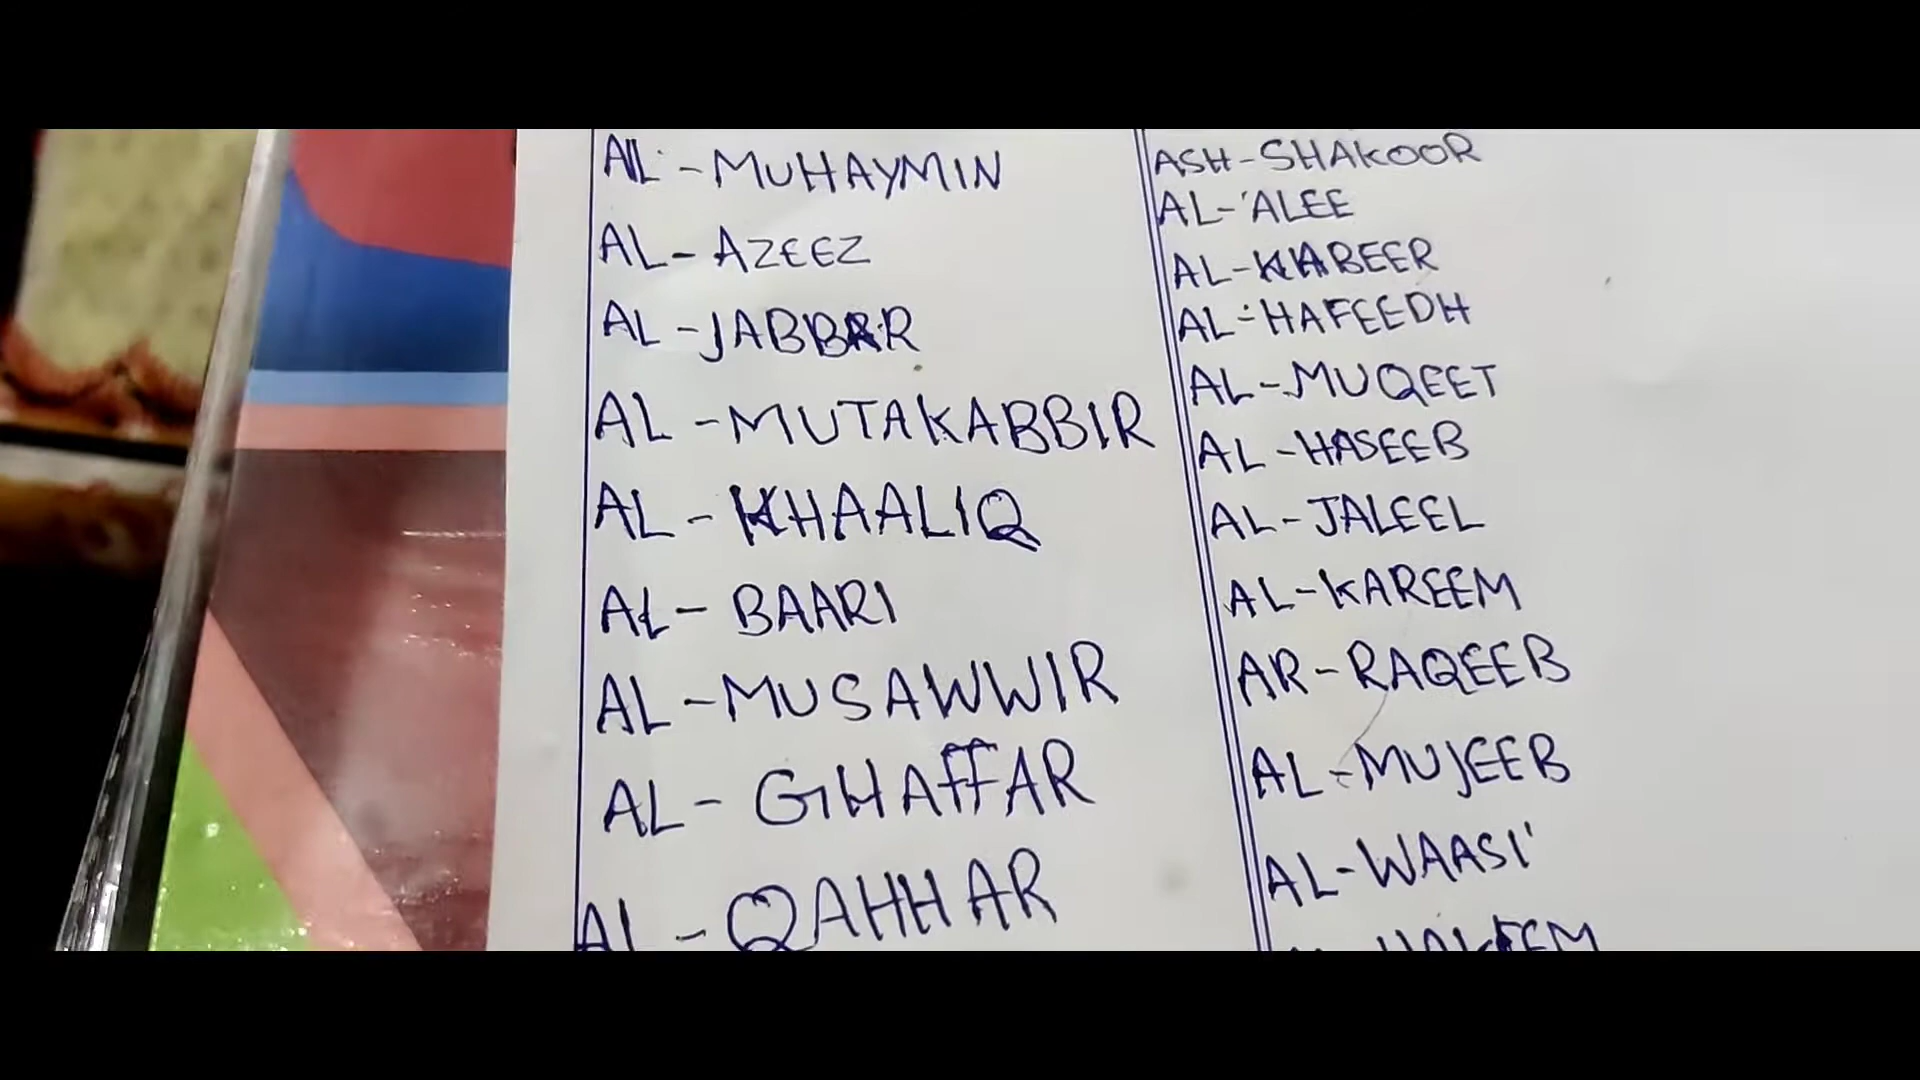 AL-MUHAYMIN
AL-AZEEZ
AL-JABBAR
AL-MUTAKABBIR
AL-KHAALIQ
AL-BAARI
AL-MUSAWWIR
AL-GHAFFAR
AL-QAHHAR
ASH-SHAKOOR
AL-'ALEE
AL-KABEER
AL-HAFEEDH
AL-MUQEET
AL-HASEEB
AL-JALEEL
AL-KAREEM
AR-RAQEEB
AL-MUJEEB
AL-WAASI'